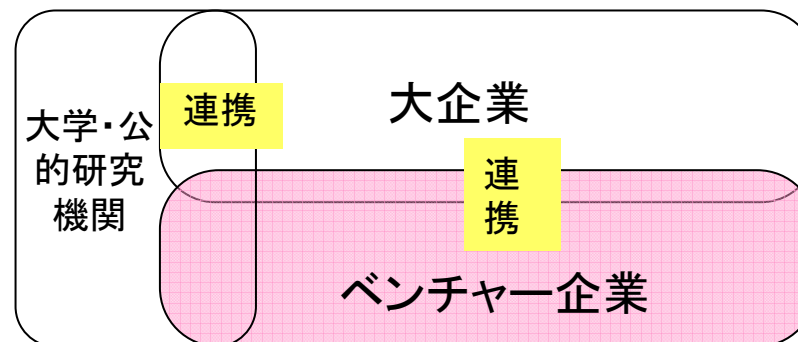 大学・公
的研究
機関
連携
大企業
連
携
ベンチャー企業